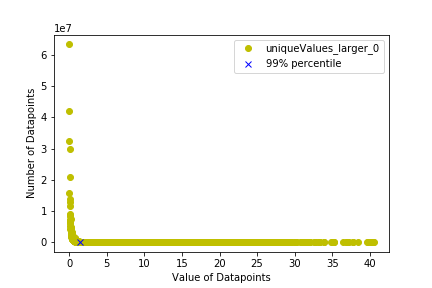 1e7
uniqueValues_larger_0
99% percentile
6
5
4
3
2
1
0
Number of Datapoints
0 5 10 15 20 25 30 35 40
Value of Datapoints